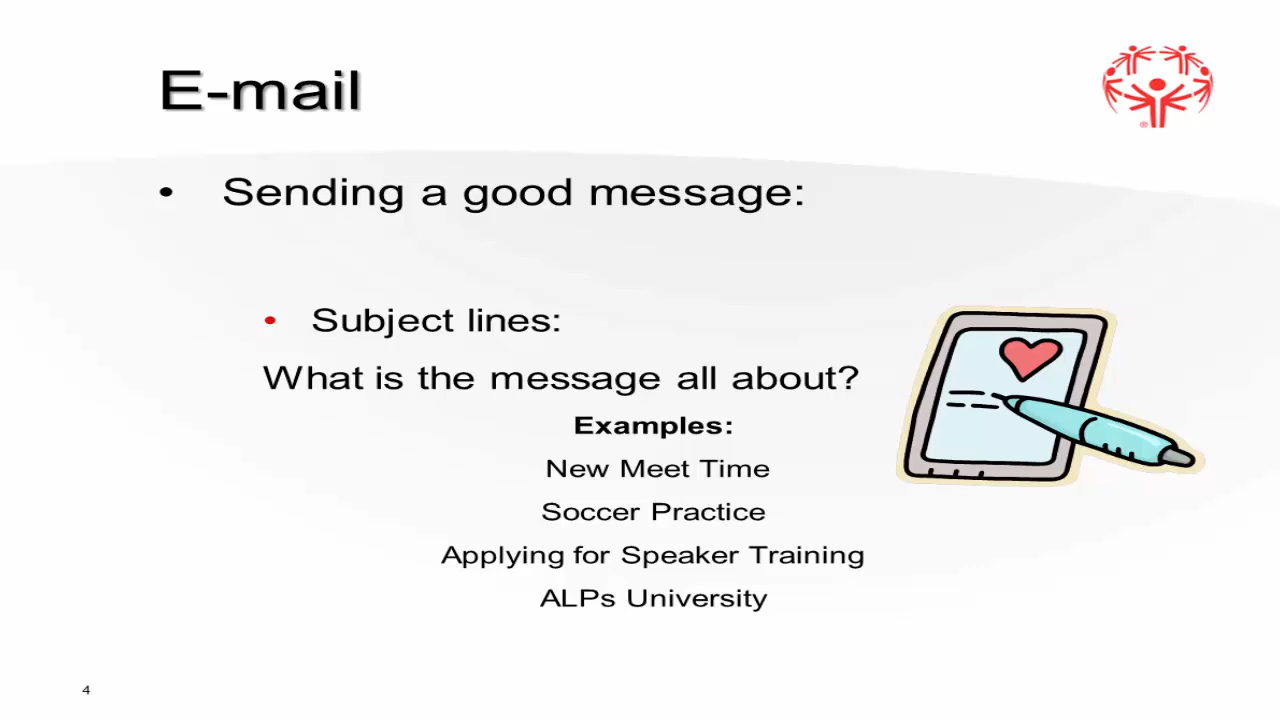 E-mail
• Sending a good message:
• Subject lines:
What is the message all about?
Examples:
New Meet Time
Soccer Practice
Applying for Speaker Training
ALPs University
4
®